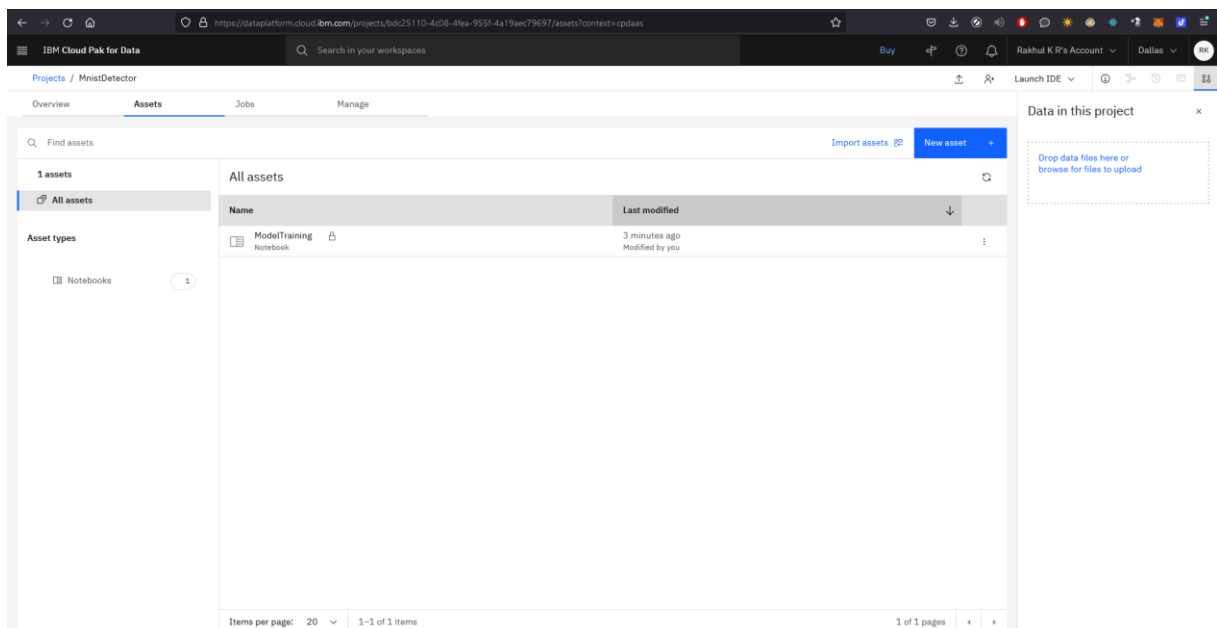 https://dataplatform.cloud.ibm.com/projects/bdc25110-4c08-4fea-955f-4a19aec79697/assets?context=cpdaas
IBM Cloud Pak for Data
Search in your workspaces
Buy
Rakhul K R's Account
Dallas
RK
Projects / MnistDetector
Launch IDE
Overview
Assets
Jobs
Manage
Data in this project
Find assets
Import assets
New asset +
Drop data files here or
browse for files to upload
1 assets
All assets
All assets
Name
Last modified
ModelTraining
Notebook
3 minutes ago
Modified by you
Asset types
Notebooks
1
Items per page: 20
1–1 of 1 items
1 of 1 pages